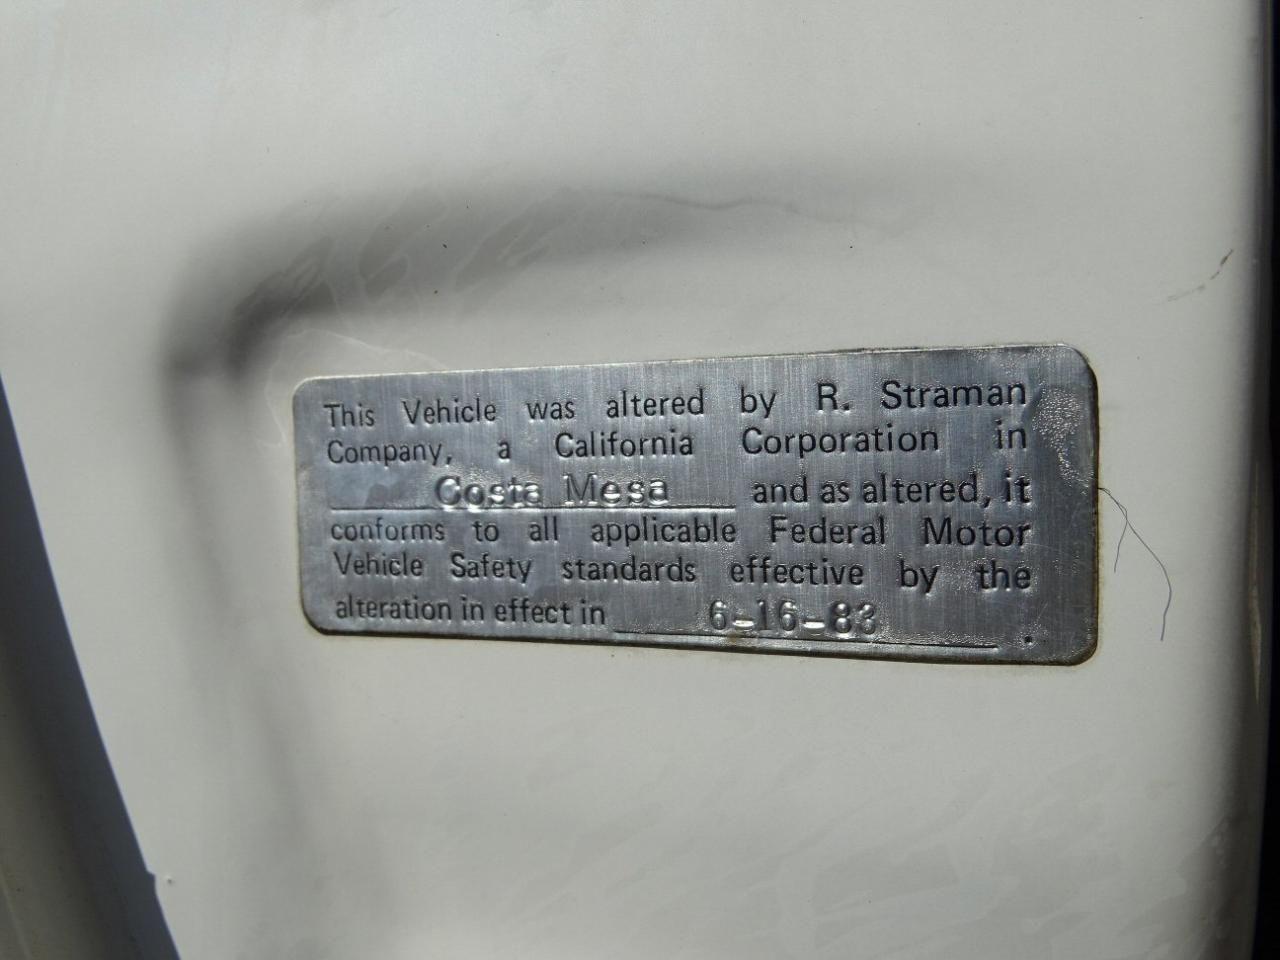 This Vehicle was altered by R. Straman
Company, a California Corporation in
Costa Mesa and as altered, it
conforms to all applicable Federal Motor
Vehicle Safety standards effective by the
alteration in effect in 6-16-83 .